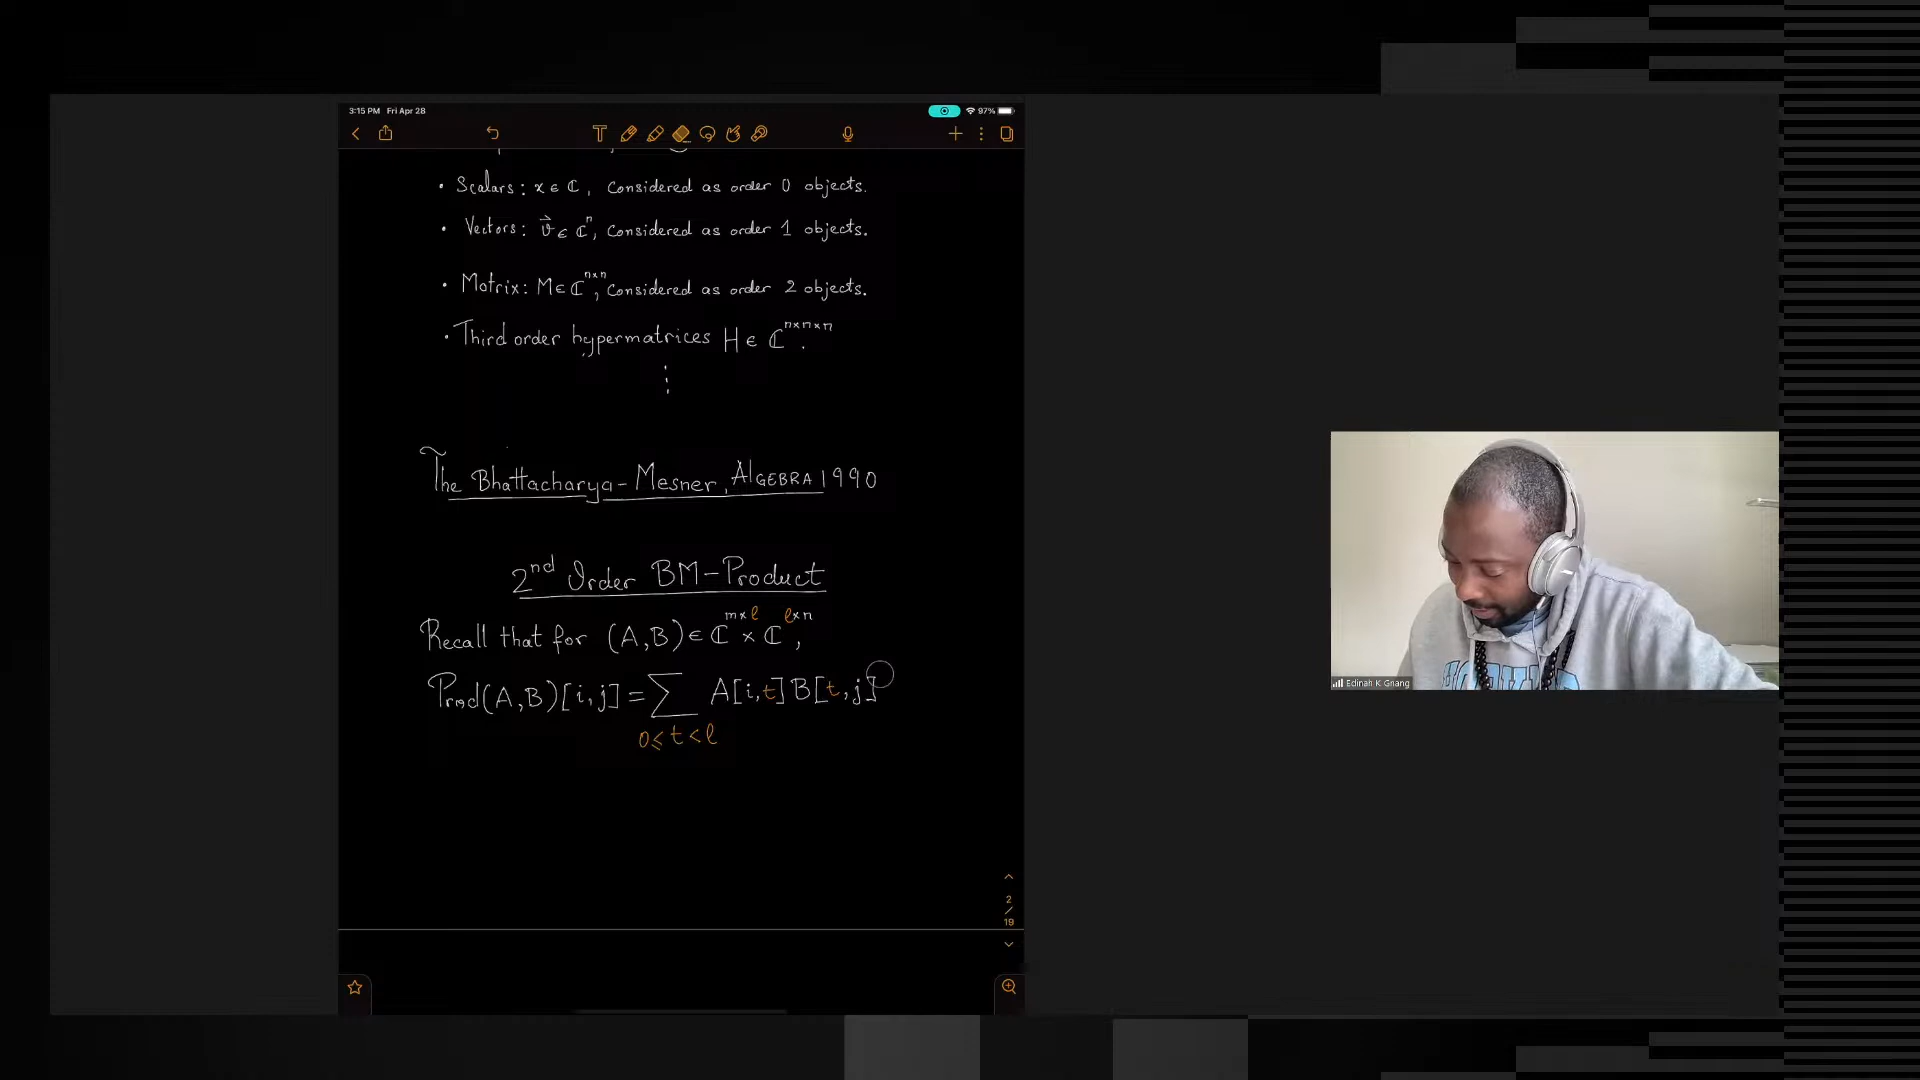 3:15 PM Fri Apr 28 97%
• Scalars: x ∈ ℂ, Considered as order 0 objects.
• Vectors: v⃗ ∈ ℂⁿ, Considered as order 1 objects.
• Matrix: M ∈ ℂⁿˣⁿ, Considered as order 2 objects.
• Third order hypermatrices H ∈ ℂⁿˣⁿˣⁿ.
⋮
The Bhattacharya-Mesner, ALGEBRA 1990
2nd Order BM-Product
Recall that for (A,B) ∈ ℂᵐˣˡ × ℂˡˣⁿ,
Prod(A,B)[i,j] = ∑ A[i,t] B[t,j]
0≤t<l
2
/
19
Edinah K Gnang